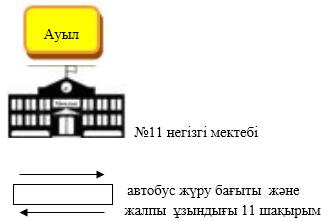 Ауыл
№11 негізгі мектебі
автобус жүру бағыты және
жалпы ұзындығы 11 шақырым